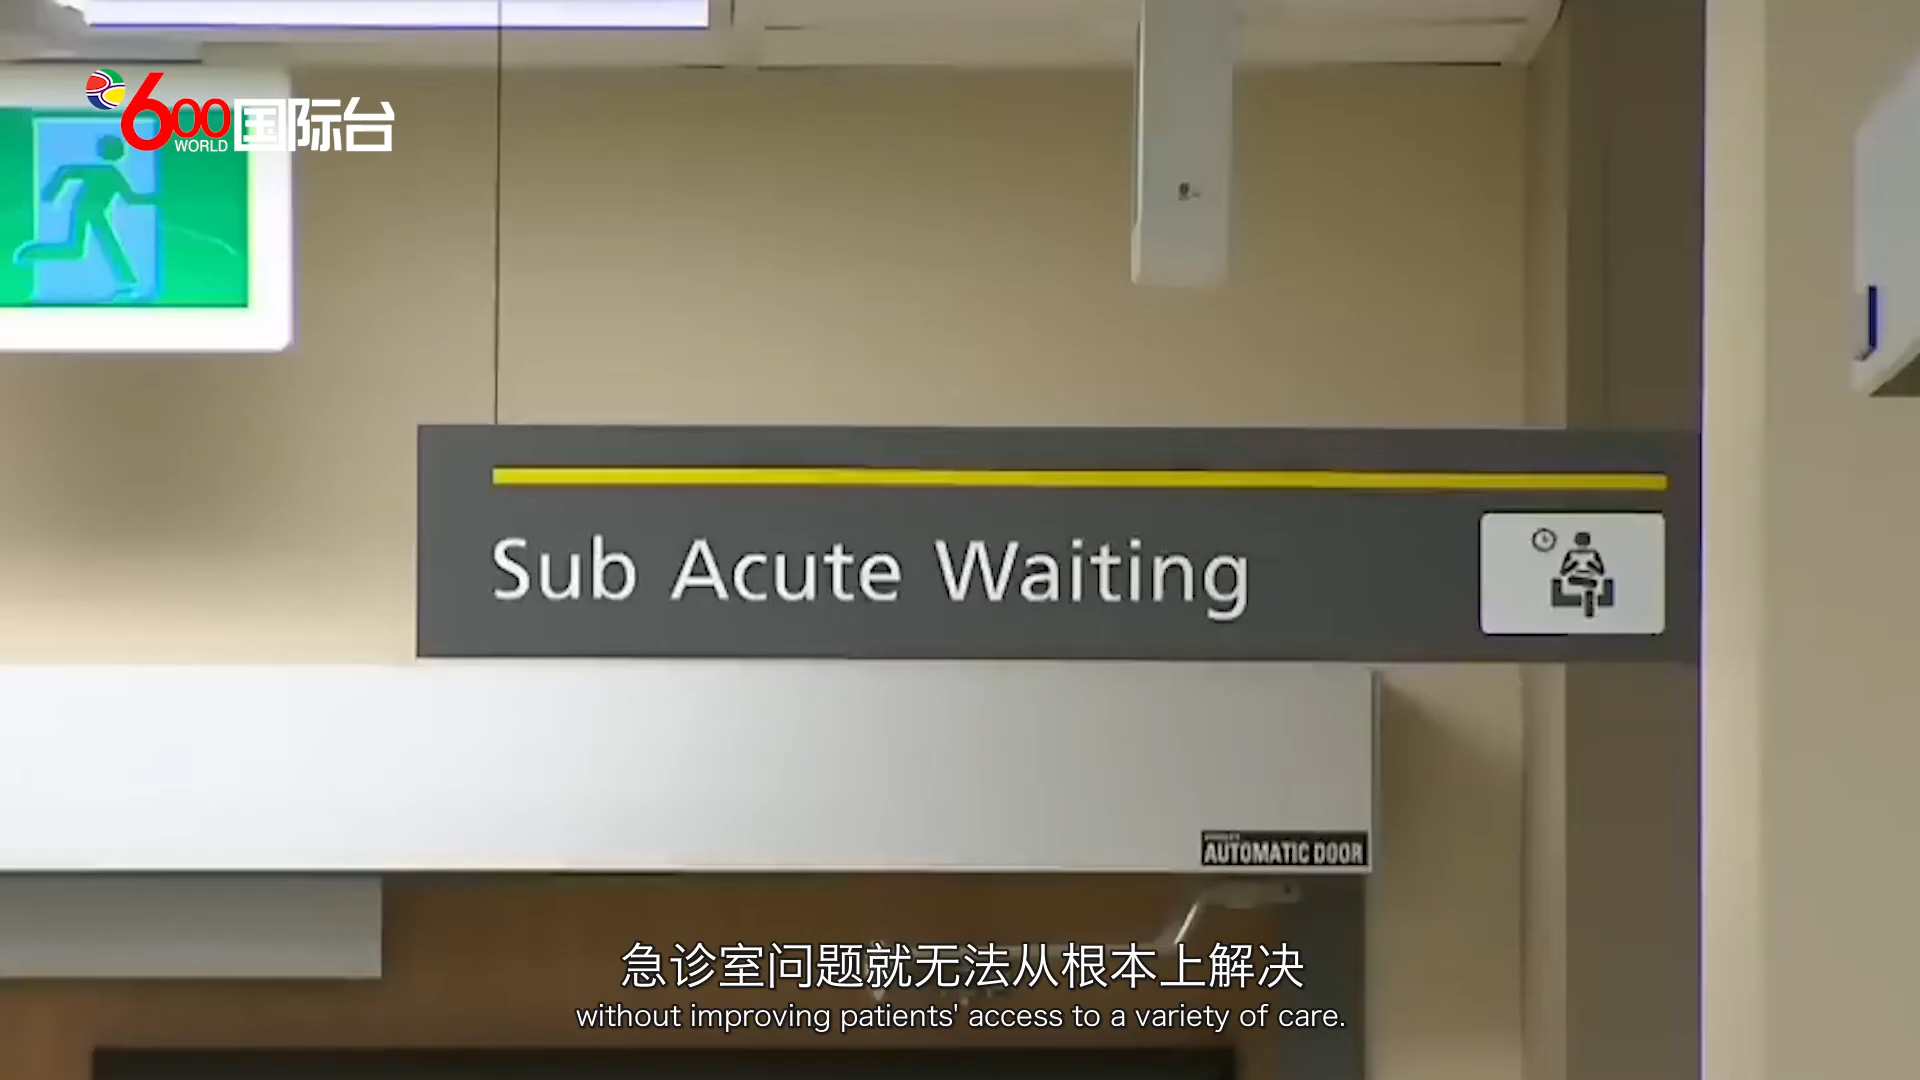 600
WORLD
国际台
Sub Acute Waiting
AUTOMATIC DOOR
急诊室问题就无法从根本上解决
without improving patients' access to a variety of care.